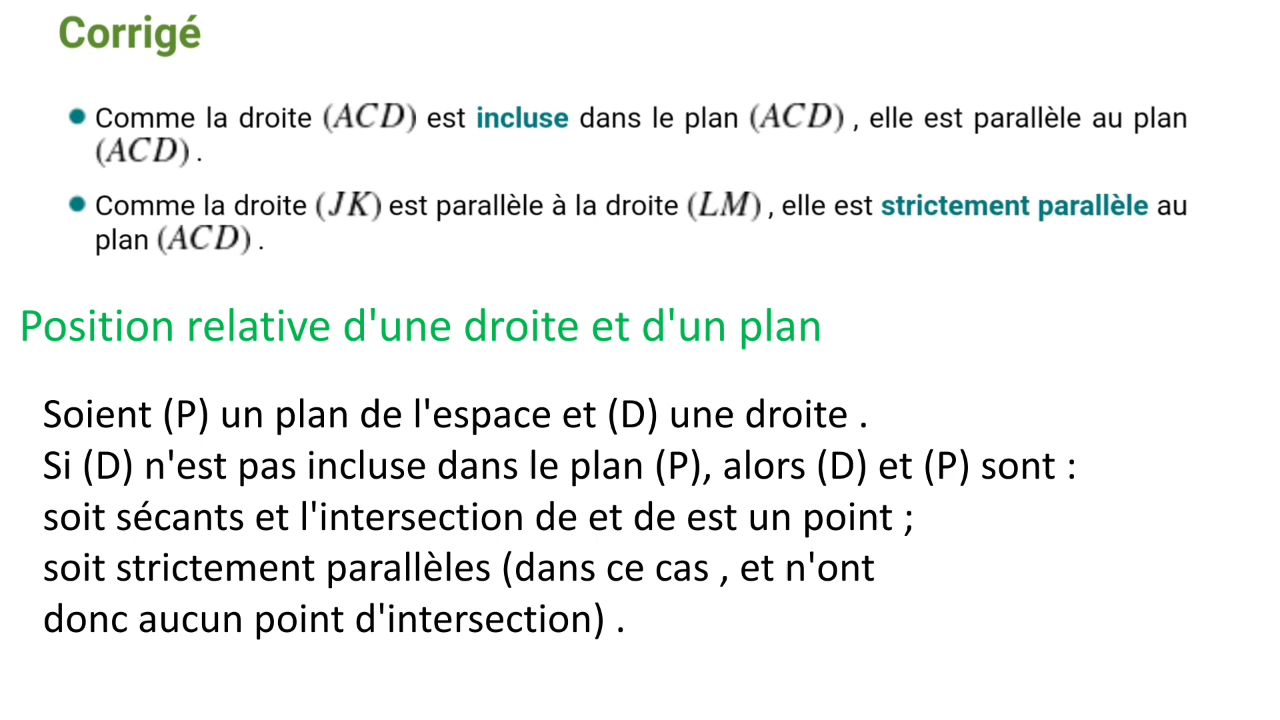 Corrigé
Comme la droite (ACD) est incluse dans le plan (ACD) , elle est parallèle au plan
(ACD) .
Comme la droite (JK) est parallèle à la droite (LM) , elle est strictement parallèle au
plan (ACD) .
Position relative d'une droite et d'un plan
Soient (P) un plan de l'espace et (D) une droite .
Si (D) n'est pas incluse dans le plan (P), alors (D) et (P) sont :
soit sécants et l'intersection de et de est un point ;
soit strictement parallèles (dans ce cas , et n'ont
donc aucun point d'intersection) .